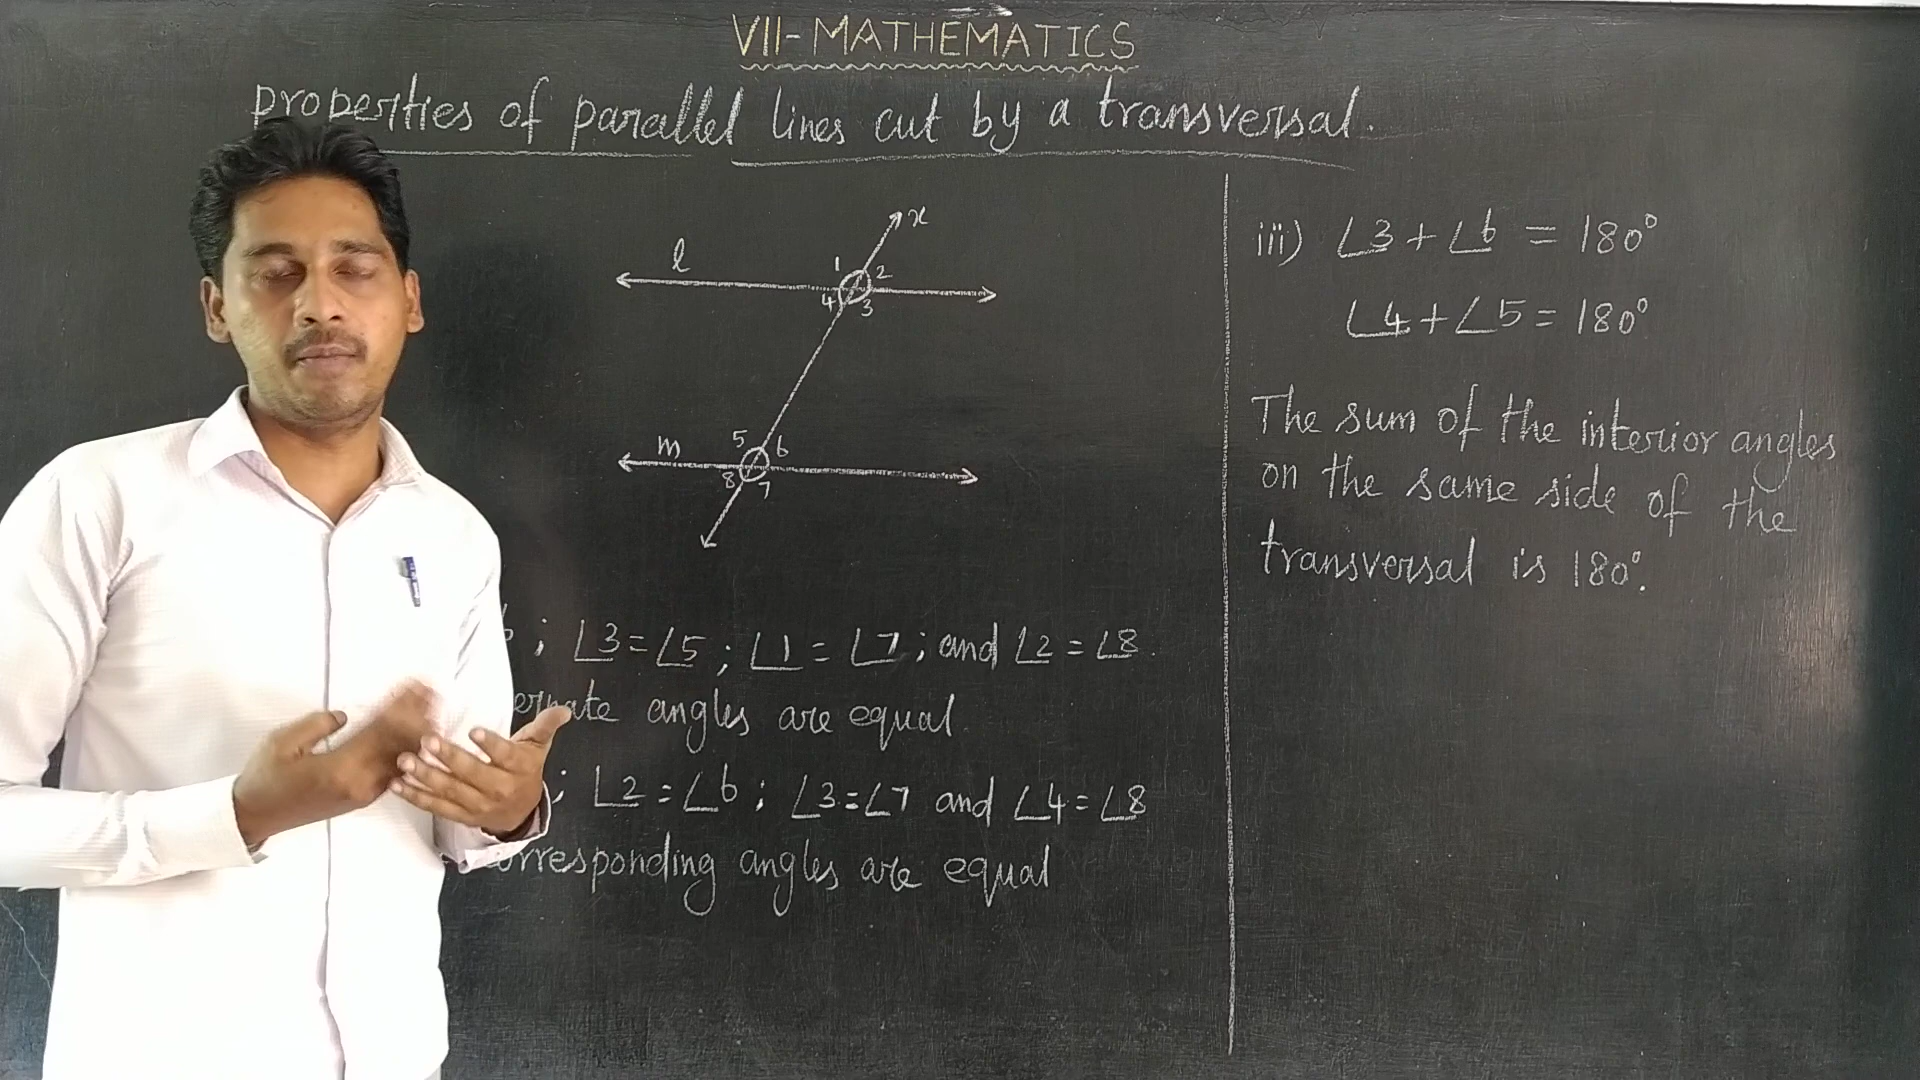 VII-MATHEMATICS
properties of parallel lines cut by a transversal.
x
l
1 2
4 3
m
5 6
8 7
; ∠3=∠5 ; ∠1=∠7 ; and ∠2=∠8.
angles are equal.
; ∠2=∠6 ; ∠3=∠7 and ∠4=∠8
orresponding angles are equal
iii) ∠3+∠6 = 180°
∠4+∠5=180°
The sum of the interior angles
on the same side of the
transversal is 180°.